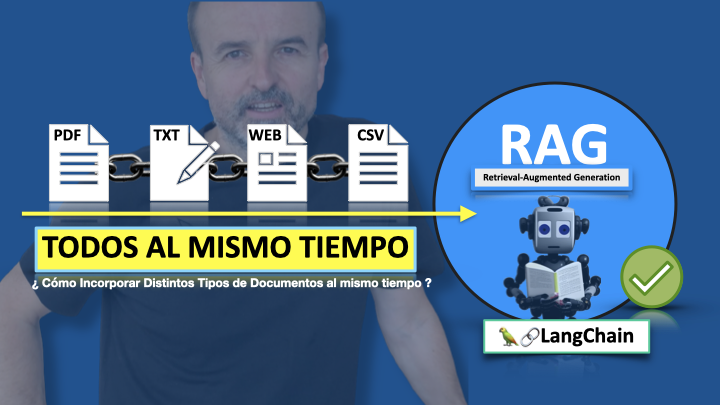 PDF
TXT
WEB
CSV
RAG
Retrieval-Augmented Generation
TODOS AL MISMO TIEMPO
¿ Cómo Incorporar Distintos Tipos de Documentos al mismo tiempo ?
🦜🔗LangChain